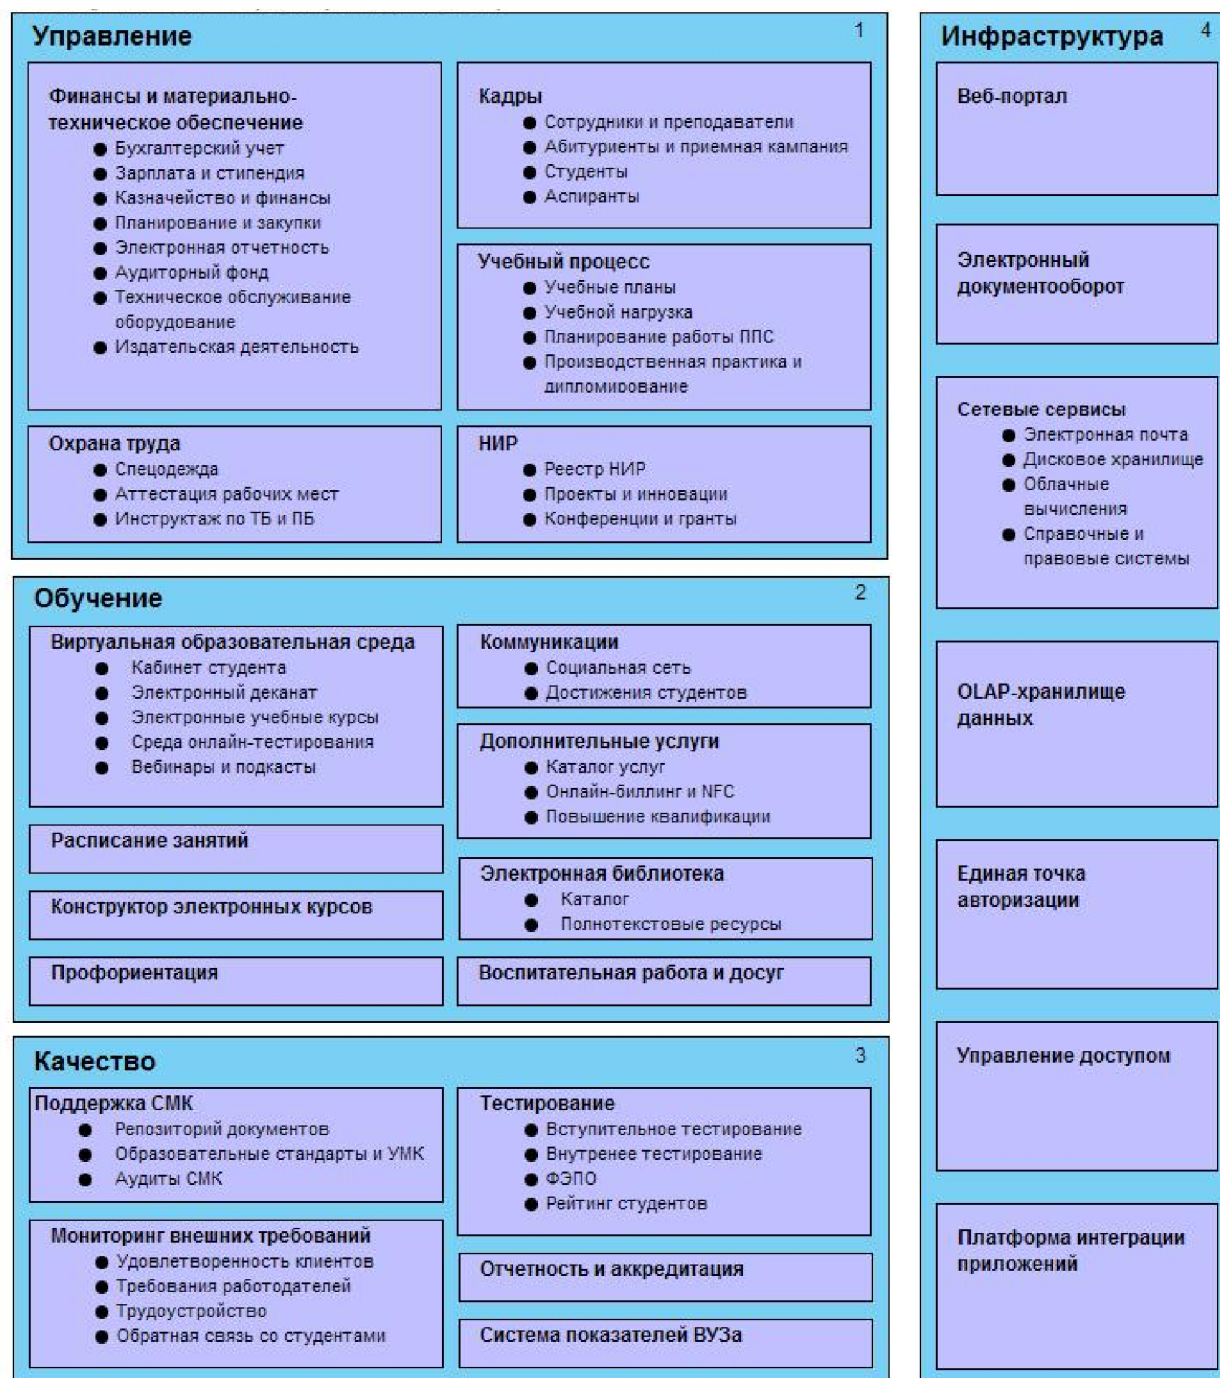 Управление
1
Финансы и материально-
техническое обеспечение
● Бухгалтерский учет
● Зарплата и стипендия
● Казначейство и финансы
● Планирование и закупки
● Электронная отчетность
● Аудиторный фонд
● Техническое обслуживание
оборудование
● Издательская деятельность
Кадры
● Сотрудники и преподаватели
● Абитуриенты и приемная кампания
● Студенты
● Аспиранты
Учебный процесс
● Учебные планы
● Учебной нагрузка
● Планирование работы ППС
● Производственная практика и
дипломирование
Охрана труда
● Спецодежда
● Аттестация рабочих мест
● Инструктаж по ТБ и ПБ
НИР
● Реестр НИР
● Проекты и инновации
● Конференции и гранты
Обучение
2
Виртуальная образовательная среда
● Кабинет студента
● Электронный деканат
● Электронные учебные курсы
● Среда онлайн-тестирования
● Вебинары и подкасты
Расписание занятий
Конструктор электронных курсов
Профориентация
Коммуникации
● Социальная сеть
● Достижения студентов
Дополнительные услуги
● Каталог услуг
● Онлайн-биллинг и NFC
● Повышение квалификации
Электронная библиотека
● Каталог
● Полнотекстовые ресурсы
Воспитательная работа и досуг
Качество
3
Поддержка СМК
● Репозиторий документов
● Образовательные стандарты и УМК
● Аудиты СМК
Мониторинг внешних требований
● Удовлетворенность клиентов
● Требования работодателей
● Трудоустройство
● Обратная связь со студентами
Тестирование
● Вступительное тестирование
● Внутренее тестирование
● ФЭПО
● Рейтинг студентов
Отчетность и аккредитация
Система показателей ВУЗа
Инфраструктура
4
Веб-портал
Электронный
документооборот
Сетевые сервисы
● Электронная почта
● Дисковое хранилище
● Облачные
вычисления
● Справочные и
правовые системы
OLAP-хранилище
данных
Единая точка
авторизации
Управление доступом
Платформа интеграции
приложений